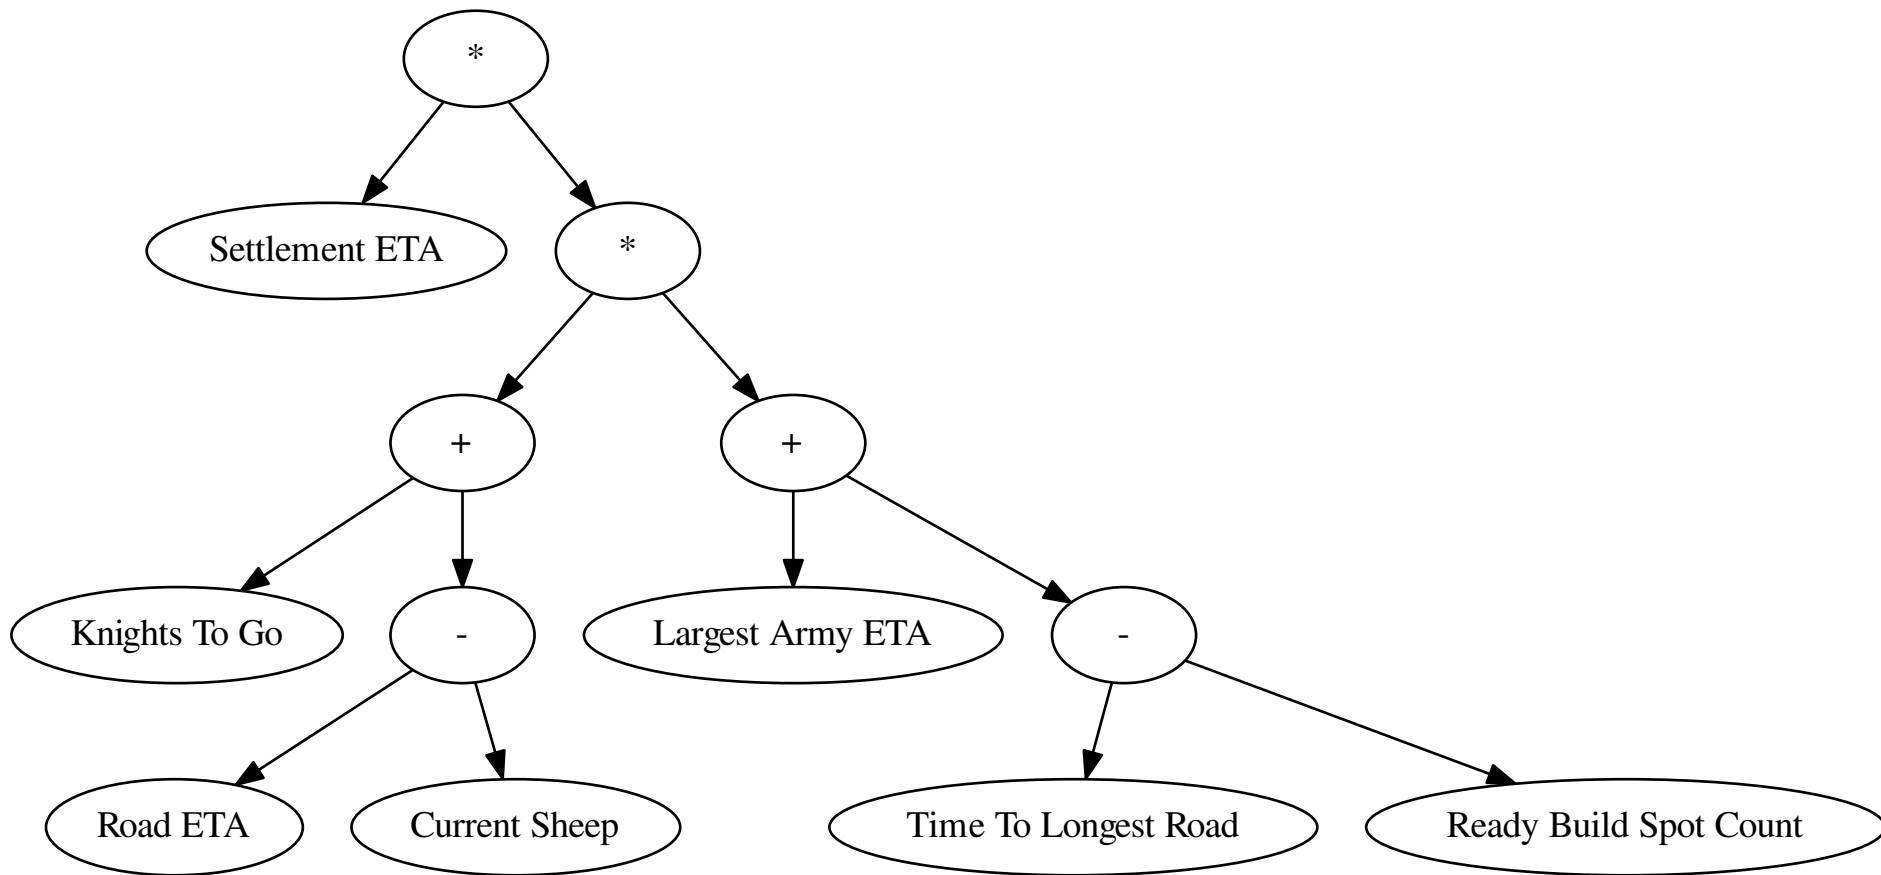 *
Settlement ETA
*
+
+
Knights To Go
-
Largest Army ETA
-
Road ETA
Current Sheep
Time To Longest Road
Ready Build Spot Count